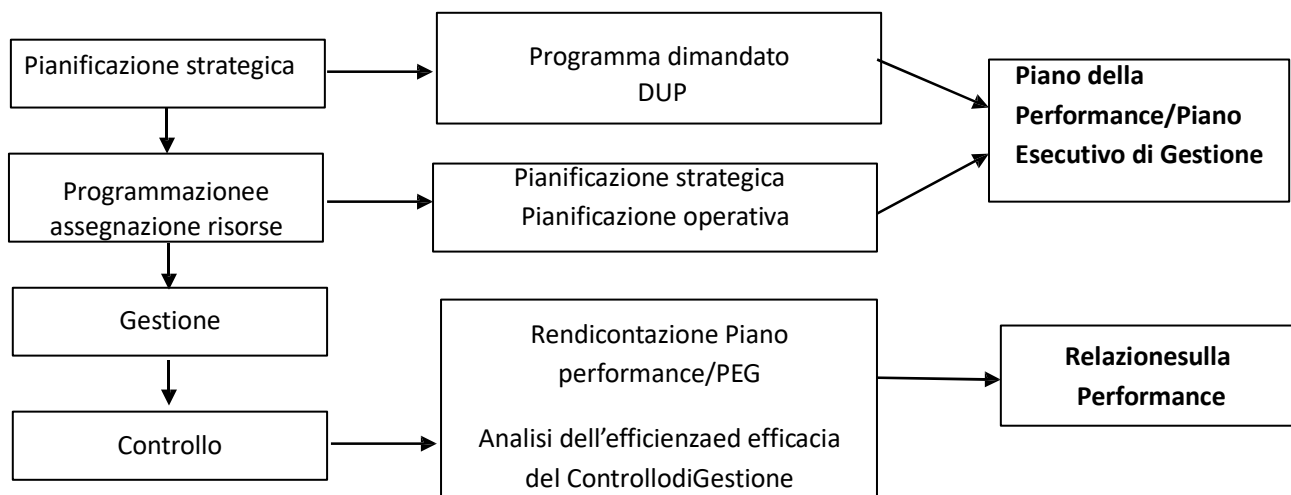 Pianificazione strategica
Programma dimandato
DUP
Piano della
Performance/Piano
Esecutivo di Gestione
Programmazionee
assegnazione risorse
Pianificazione strategica
Pianificazione operativa
Gestione
Rendicontazione Piano
performance/PEG
Analisi dell’efficienzaed efficacia
del ControllodiGestione
Relazionesulla
Performance
Controllo